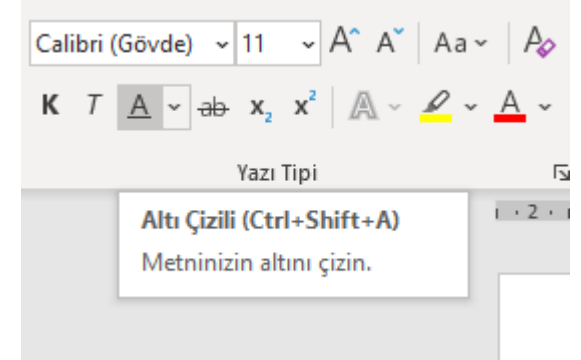 Calibri (Gövde) 11 A A Aa A
K T A ab x₂ x² A A
Yazı Tipi
Altı Çizili (Ctrl+Shift+A)
Metninizin altını çizin.
2